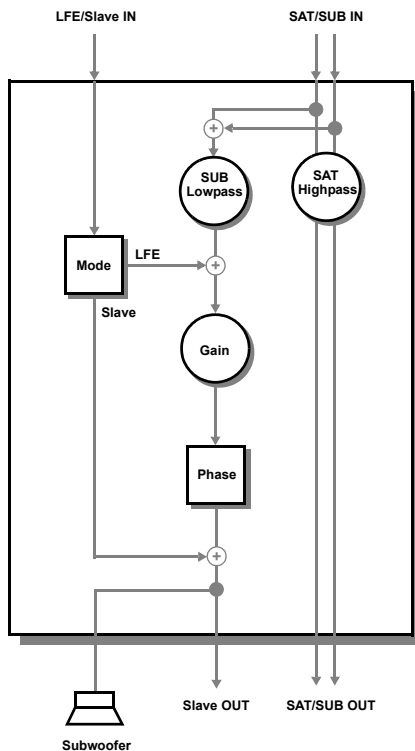 LFE/Slave IN
SAT/SUB IN
+
SUB
Lowpass
SAT
Highpass
Mode
LFE
+
Slave
Gain
Phase
+
Slave OUT
SAT/SUB OUT
Subwoofer